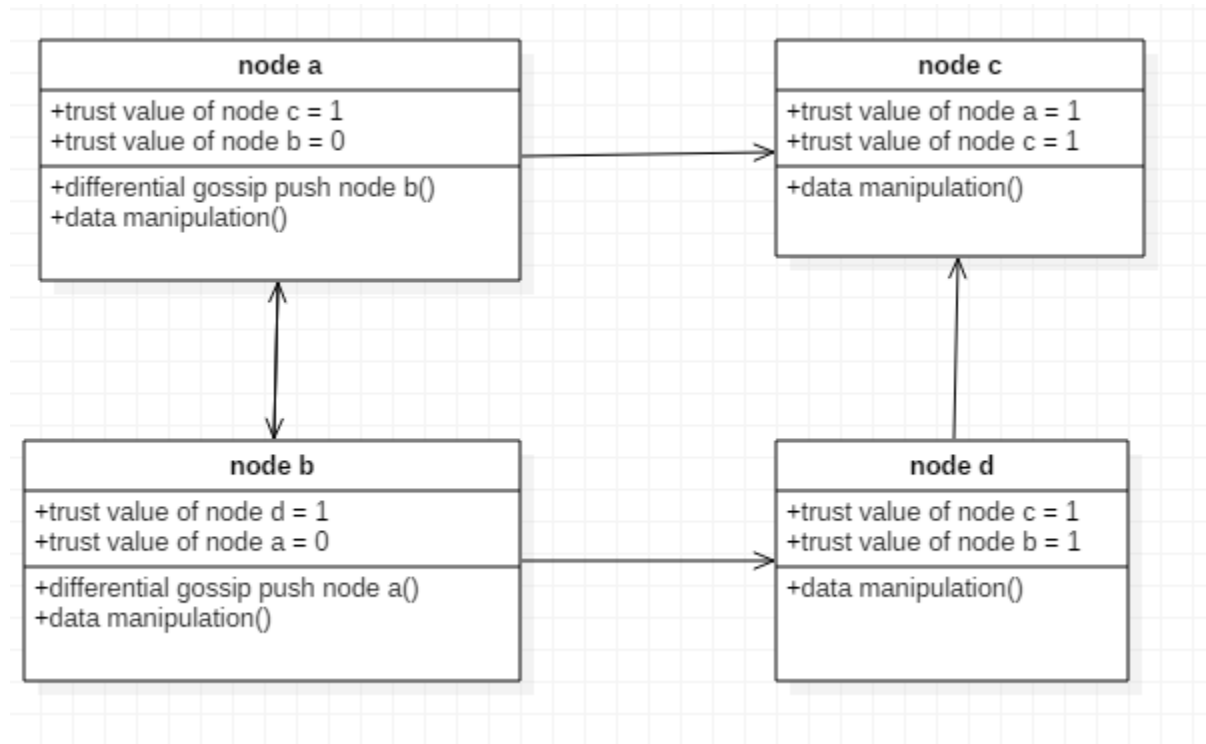 node a
+trust value of node c = 1
+trust value of node b = 0
+differential gossip push node b()
+data manipulation()
node c
+trust value of node a = 1
+trust value of node c = 1
+data manipulation()
node b
+trust value of node d = 1
+trust value of node a = 0
+differential gossip push node a()
+data manipulation()
node d
+trust value of node c = 1
+trust value of node b = 1
+data manipulation()